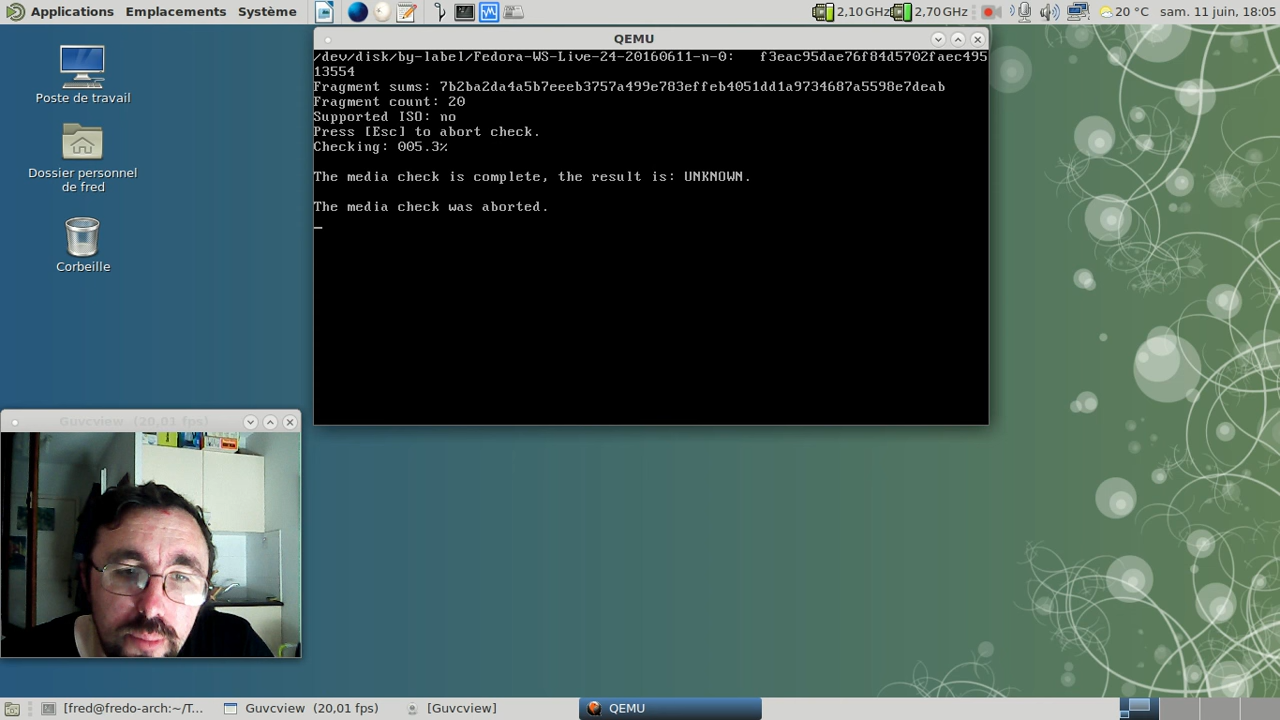 Applications Emplacements Système
2,10 GHz 2,70 GHz 20 °C sam. 11 juin, 18:05
Poste de travail
Dossier personnel
de fred
Corbeille
QEMU
/dev/disk/by-label/Fedora-WS-Live-24-20160611-n-0: f3eac95dae76f84d5702faec495
13554
Fragment sums: 7b2ba2da4a5b7eeeb3757a499e783effeb4051dd1a9734687a5598e7deab
Fragment count: 20
Supported ISO: no
Press [Esc] to abort check.
Checking: 005.3%
The media check is complete, the result is: UNKNOWN.
The media check was aborted.
Guvcview (20,01 fps)
[fred@fredo-arch:~/T... Guvcview (20,01 fps) [Guvcview] QEMU